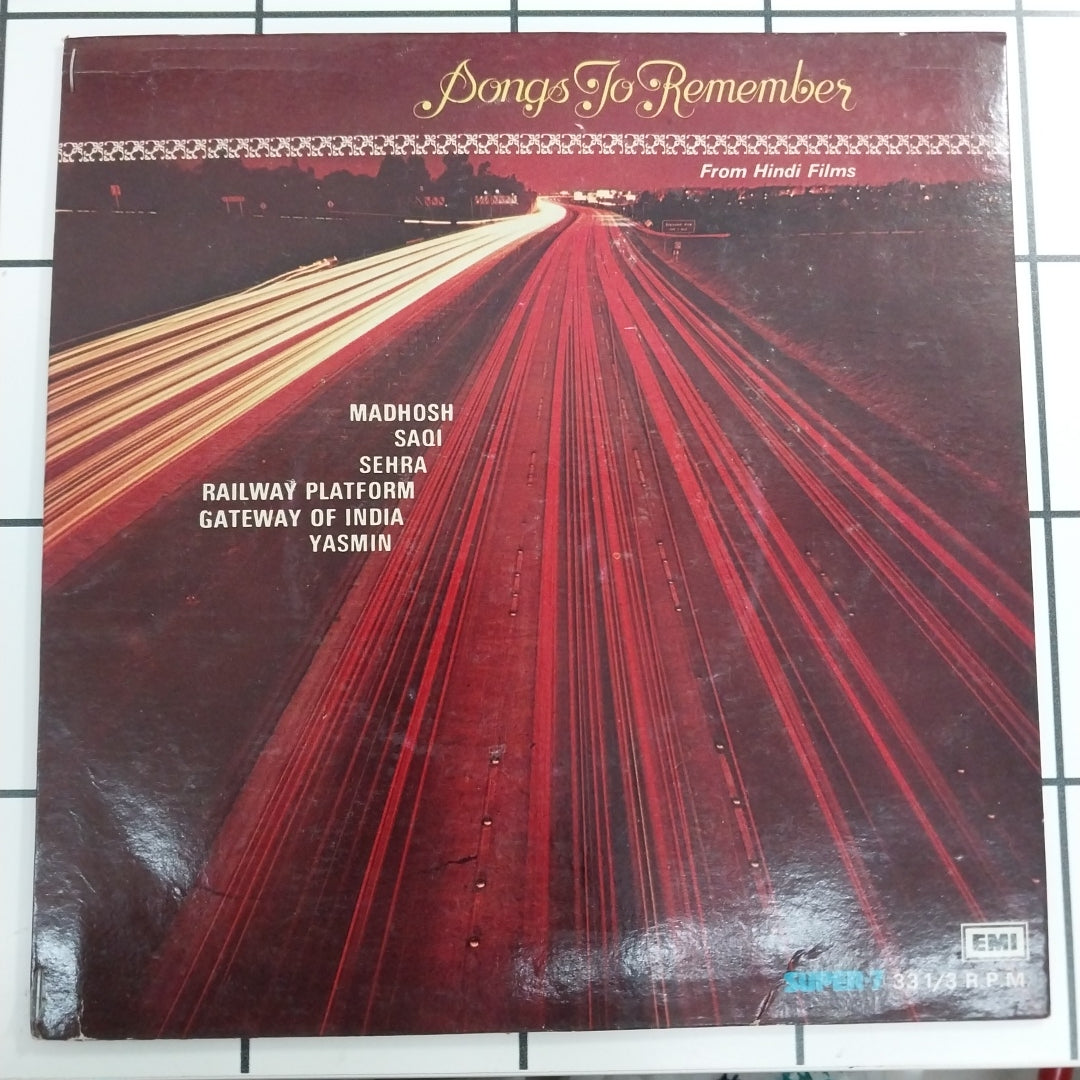 Songs To Remember
From Hindi Films
MADHOSH
SAQI
SEHRA
RAILWAY PLATFORM
GATEWAY OF INDIA
YASMIN
EMI
SUPER-7 33 1/3 R.P.M